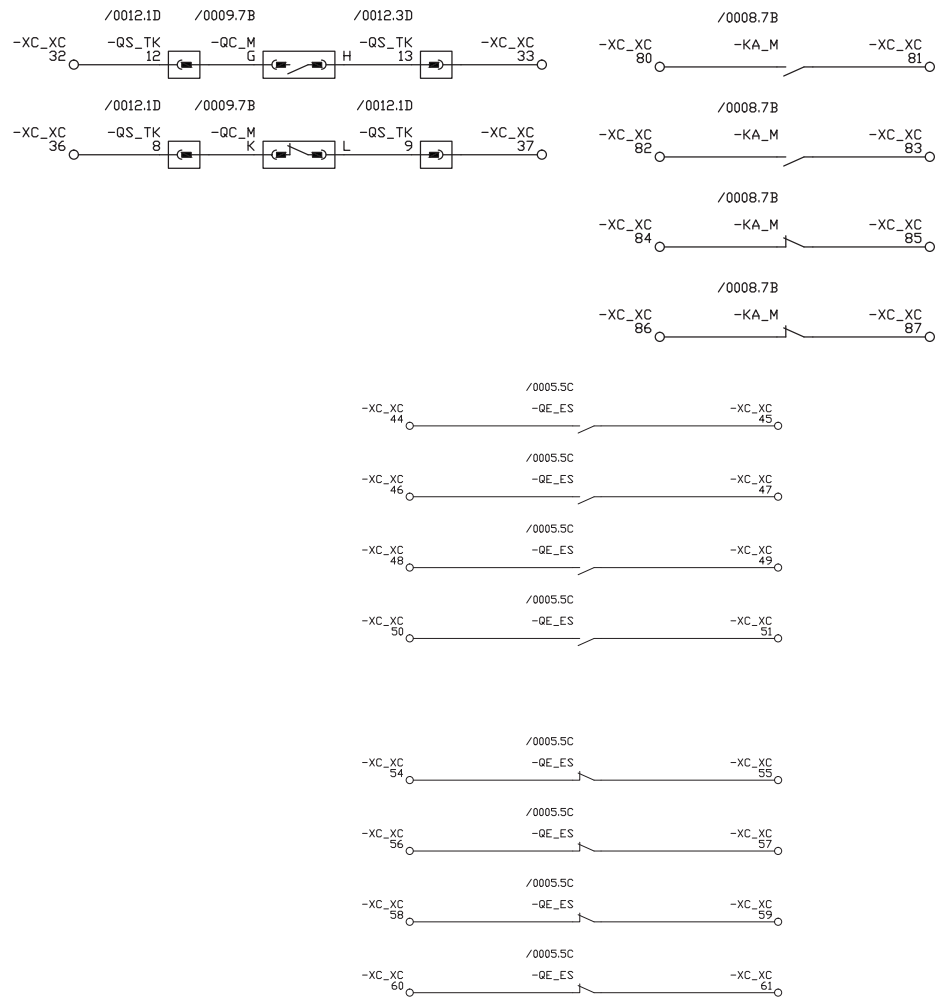 /0012.1D /0009.7B /0012.3D
-XC_XC -QS_TK -QC_M -QS_TK -XC_XC
32 12 G H 13 33
/0012.1D /0009.7B /0012.1D
-XC_XC -QS_TK -QC_M -QS_TK -XC_XC
36 8 K L 9 37
/0008.7B
-XC_XC -KA_M -XC_XC
80 81
/0008.7B
-XC_XC -KA_M -XC_XC
82 83
/0008.7B
-XC_XC -KA_M -XC_XC
84 85
/0008.7B
-XC_XC -KA_M -XC_XC
86 87
/0005.5C
-XC_XC -QE_ES -XC_XC
44 45
/0005.5C
-XC_XC -QE_ES -XC_XC
46 47
/0005.5C
-XC_XC -QE_ES -XC_XC
48 49
/0005.5C
-XC_XC -QE_ES -XC_XC
50 51
/0005.5C
-XC_XC -QE_ES -XC_XC
54 55
/0005.5C
-XC_XC -QE_ES -XC_XC
56 57
/0005.5C
-XC_XC -QE_ES -XC_XC
58 59
/0005.5C
-XC_XC -QE_ES -XC_XC
60 61